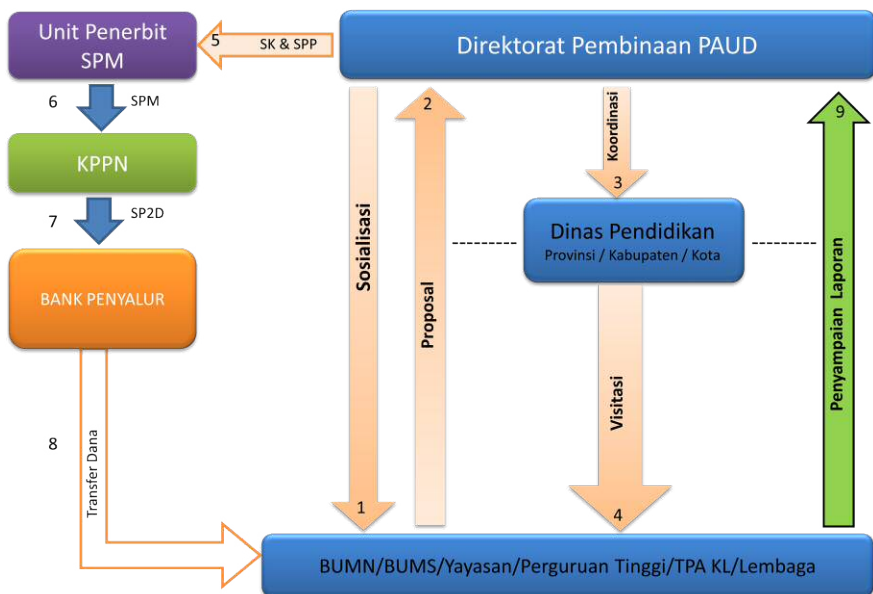 Unit Penerbit
SPM
5
SK & SPP
Direktorat Pembinaan PAUD
6
SPM
KPPN
7
SP2D
BANK PENYALUR
8
Transfer Dana
Sosialisasi
1
2
Proposal
Koordinasi
3
Dinas Pendidikan
Provinsi / Kabupaten / Kota
Visitasi
4
9
Penyampaian Laporan
BUMN/BUMS/Yayasan/Perguruan Tinggi/TPA KL/Lembaga